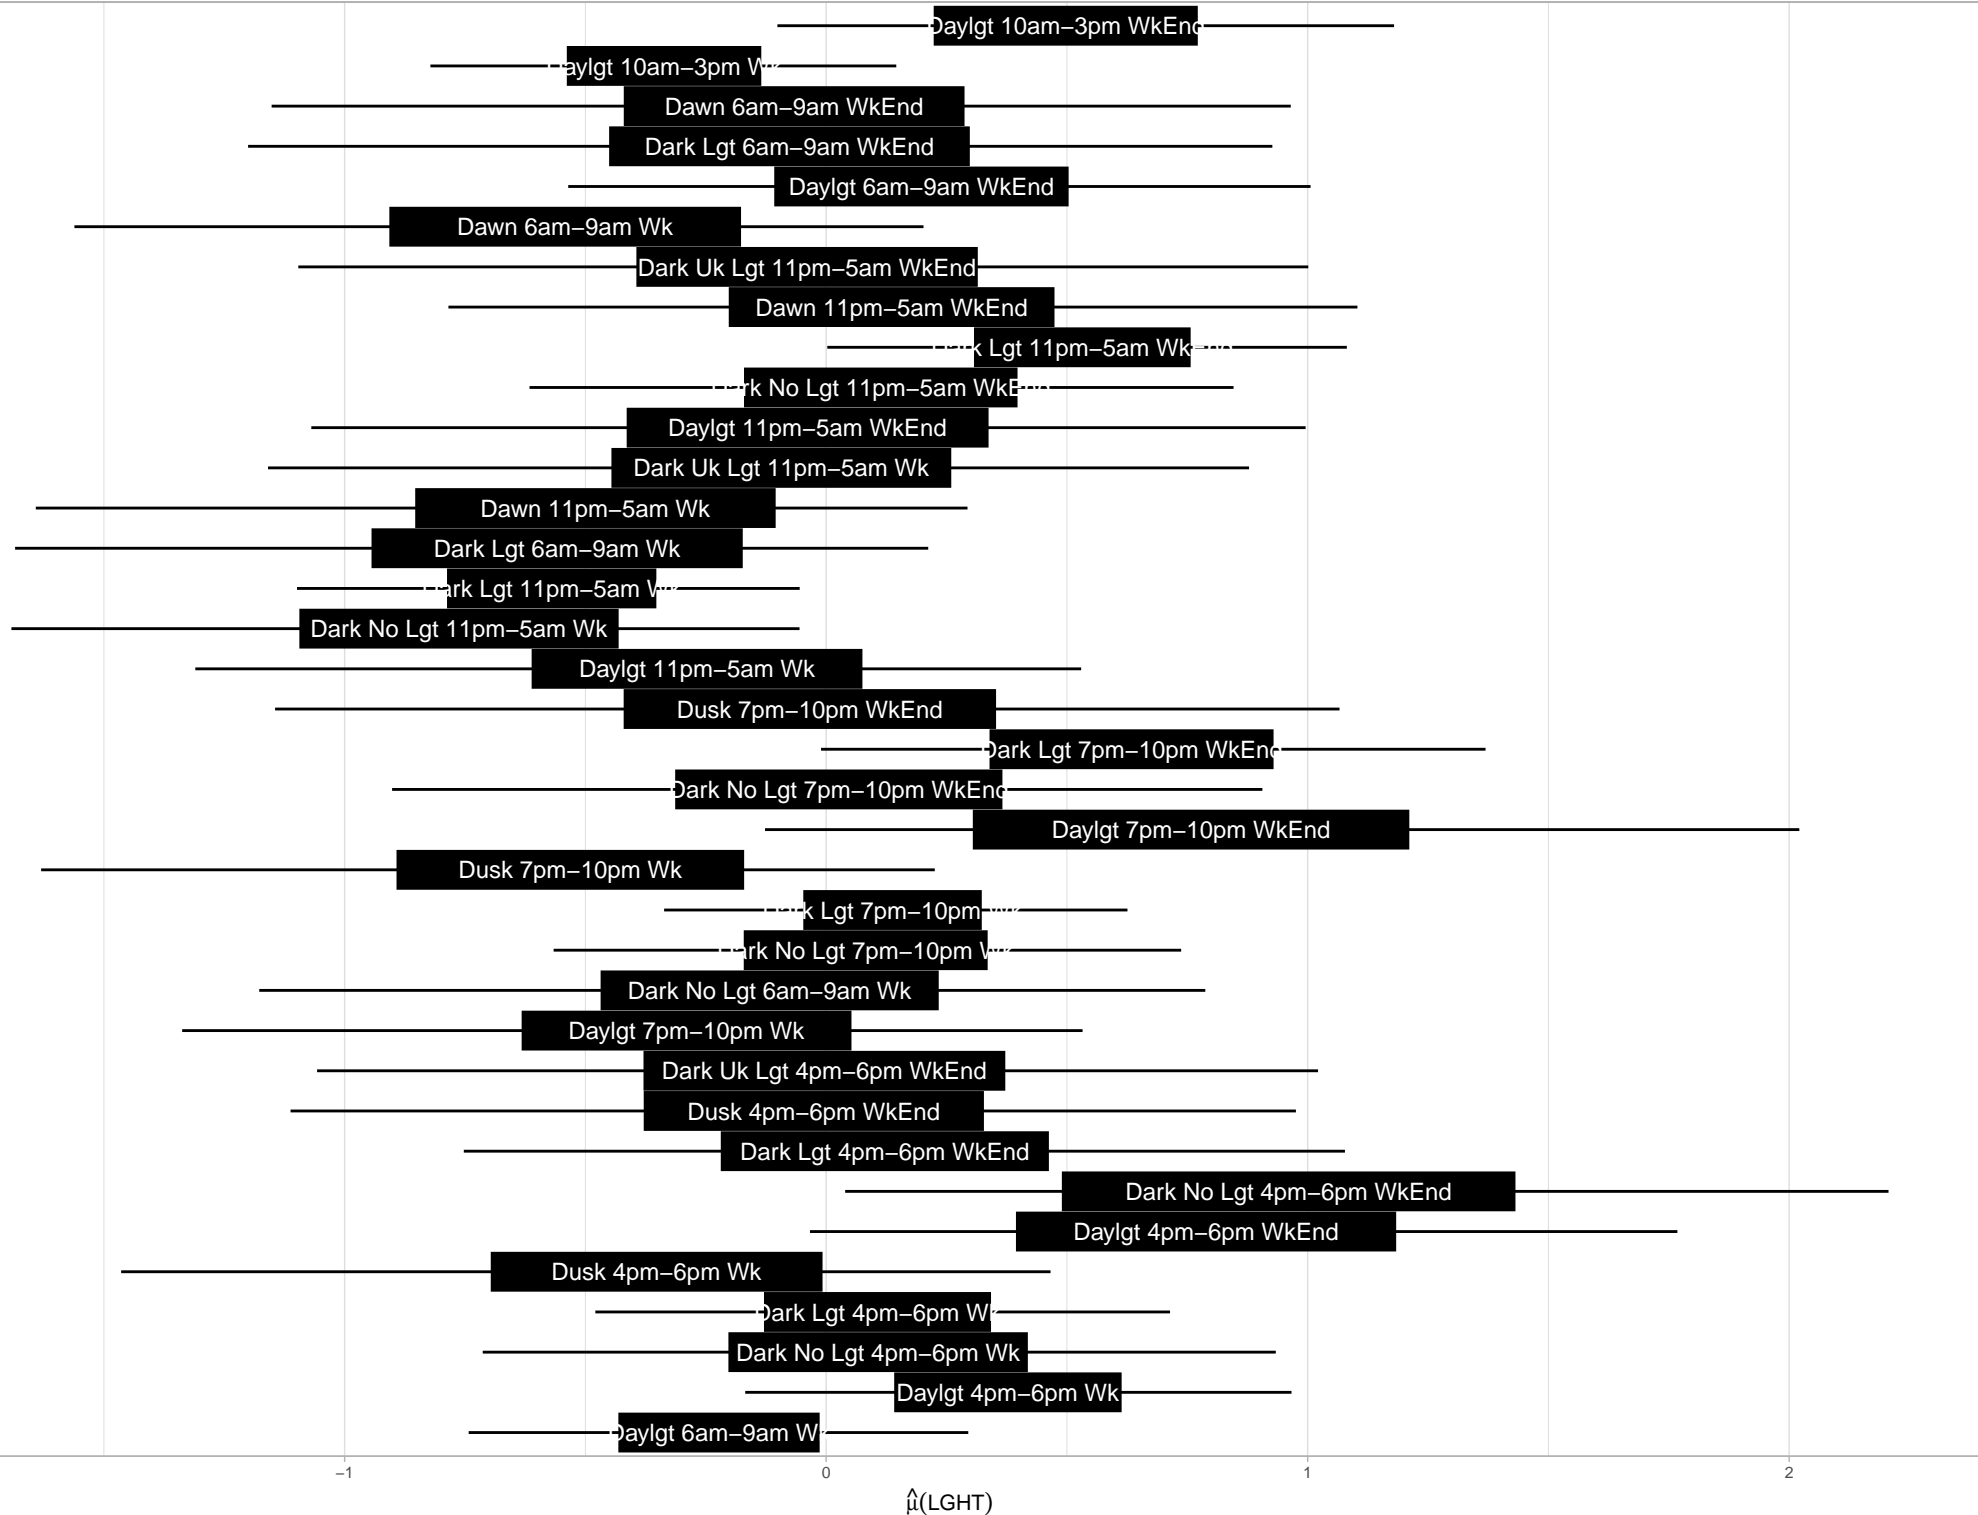 Daylgt 10am−3pm WkEnd
Daylgt 10am−3pm Wk
Dawn 6am−9am WkEnd
Dark Lgt 6am−9am WkEnd
Daylgt 6am−9am WkEnd
Dawn 6am−9am Wk
Dark Uk Lgt 11pm−5am WkEnd
Dawn 11pm−5am WkEnd
Dark Lgt 11pm−5am WkEnd
Dark No Lgt 11pm−5am WkEnd
Daylgt 11pm−5am WkEnd
Dark Uk Lgt 11pm−5am Wk
Dawn 11pm−5am Wk
Dark Lgt 6am−9am Wk
Dark Lgt 11pm−5am Wk
Dark No Lgt 11pm−5am Wk
Daylgt 11pm−5am Wk
Dusk 7pm−10pm WkEnd
Dark Lgt 7pm−10pm WkEnd
Dark No Lgt 7pm−10pm WkEnd
Daylgt 7pm−10pm WkEnd
Dusk 7pm−10pm Wk
Dark Lgt 7pm−10pm Wk
Dark No Lgt 7pm−10pm Wk
Dark No Lgt 6am−9am Wk
Daylgt 7pm−10pm Wk
Dark Uk Lgt 4pm−6pm WkEnd
Dusk 4pm−6pm WkEnd
Dark Lgt 4pm−6pm WkEnd
Dark No Lgt 4pm−6pm WkEnd
Daylgt 4pm−6pm WkEnd
Dusk 4pm−6pm Wk
Dark Lgt 4pm−6pm Wk
Dark No Lgt 4pm−6pm Wk
Daylgt 4pm−6pm Wk
Daylgt 6am−9am Wk
−1 0 1 2
μ̂(LGHT)